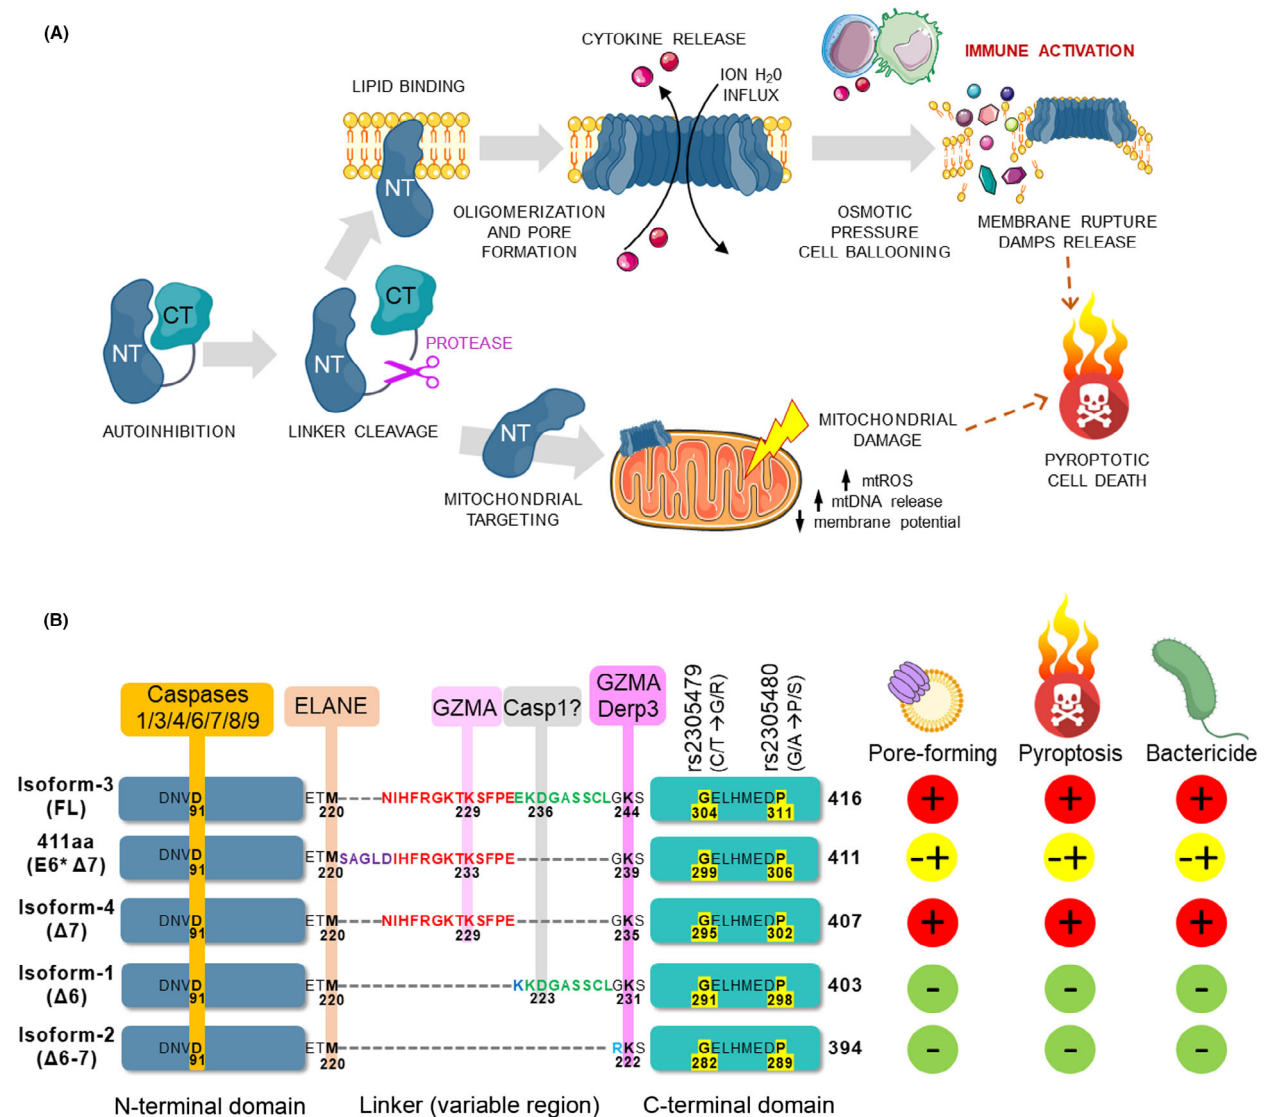 (A)
CYTOKINE RELEASE
IMMUNE ACTIVATION
ION H20
INFLUX
LIPID BINDING
NT
OLIGOMERIZATION
AND PORE
FORMATION
OSMOTIC
PRESSURE
CELL BALLOONING
MEMBRANE RUPTURE
DAMPS RELEASE
NT
CT
NT
CT
PROTEASE
AUTOINHIBITION
LINKER CLEAVAGE
NT
MITOCHONDRIAL
TARGETING
MITOCHONDRIAL
DAMAGE
mtROS
mtDNA release
membrane potential
PYROPTOTIC
CELL DEATH
(B)
Caspases
1/3/4/6/7/8/9
ELANE
GZMA
Casp1?
GZMA
Derp3
rs2305479
(C/T →G/R)
rs2305480
(G/A →P/S)
Pore-forming
Pyroptosis
Bactericide
Isoform-3
(FL)
DNVD
91
ETM-----NIHFRGKTKSFPEEKDGASSCLGKS
220 229 236 244
GELHMEDP
304 311
416
+ + +
411aa
(E6* Δ7)
DNVD
91
ETMSAGLDIHFRGKTKSFPE-----------GKS
220 233 239
GELHMEDP
299 306
411
-+ -+ -+
Isoform-4
(Δ7)
DNVD
91
ETM-----NIHFRGKTKSFPE-----------GKS
220 229 235
GELHMEDP
295 302
407
+ + +
Isoform-1
(Δ6)
DNVD
91
ETM--------------------KKDGASSCLGKS
220 223 231
GELHMEDP
291 298
403
- - -
Isoform-2
(Δ6-7)
DNVD
91
ETM-------------------------------RKS
220 222
GELHMEDP
282 289
394
- - -
N-terminal domain
Linker (variable region)
C-terminal domain